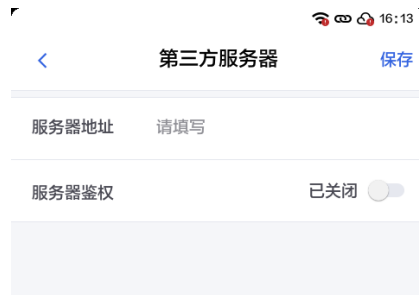 16:13
第三方服务器
保存
服务器地址 请填写
服务器鉴权 已关闭